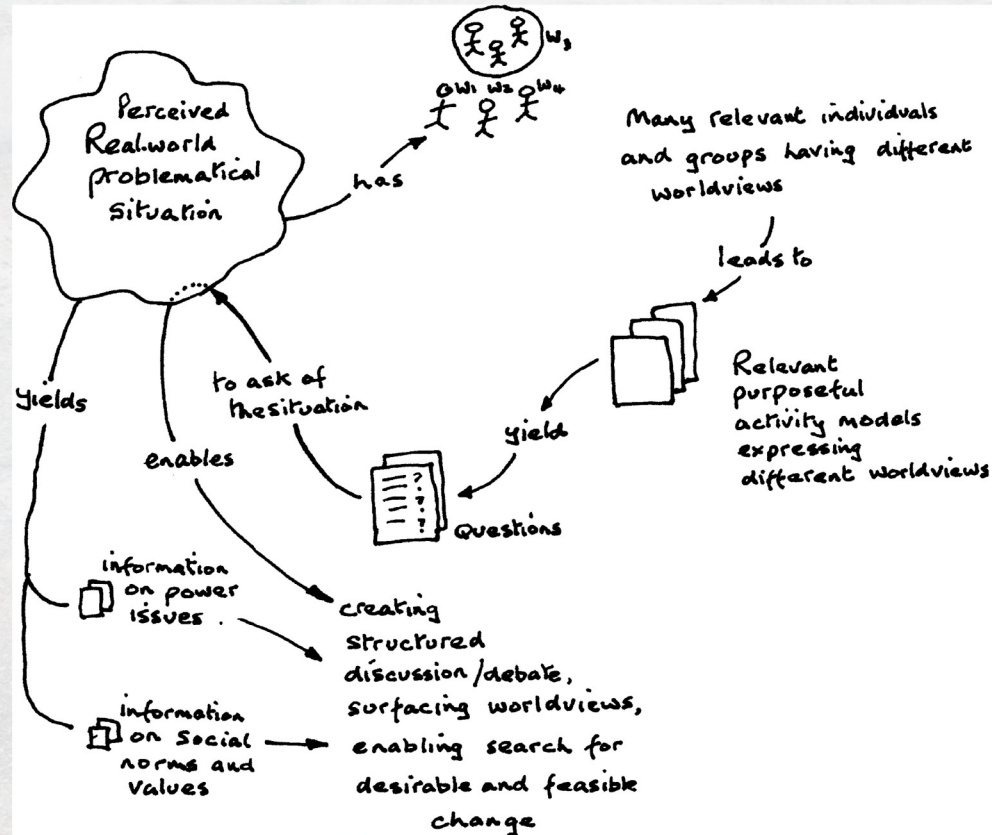 Perceived
Real-world
problematical
situation
has
W3
W1 W2 W4
Many relevant individuals
and groups having different
worldviews
leads to
Relevant
purposeful
activity models
expressing
different worldviews
yield
Questions
? 
?
?
to ask of
the situation
yields
enables
information
on power
issues.
information
on social
norms and
values
creating
structured
discussion/debate,
surfacing worldviews,
enabling search for
desirable and feasible
change